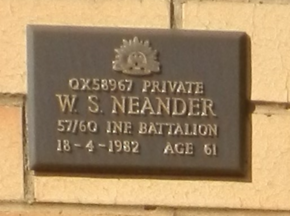 QX58967 PRIVATE
W. S. NEANDER
57/60 INF BATTALION
18-4-1982 AGE 61